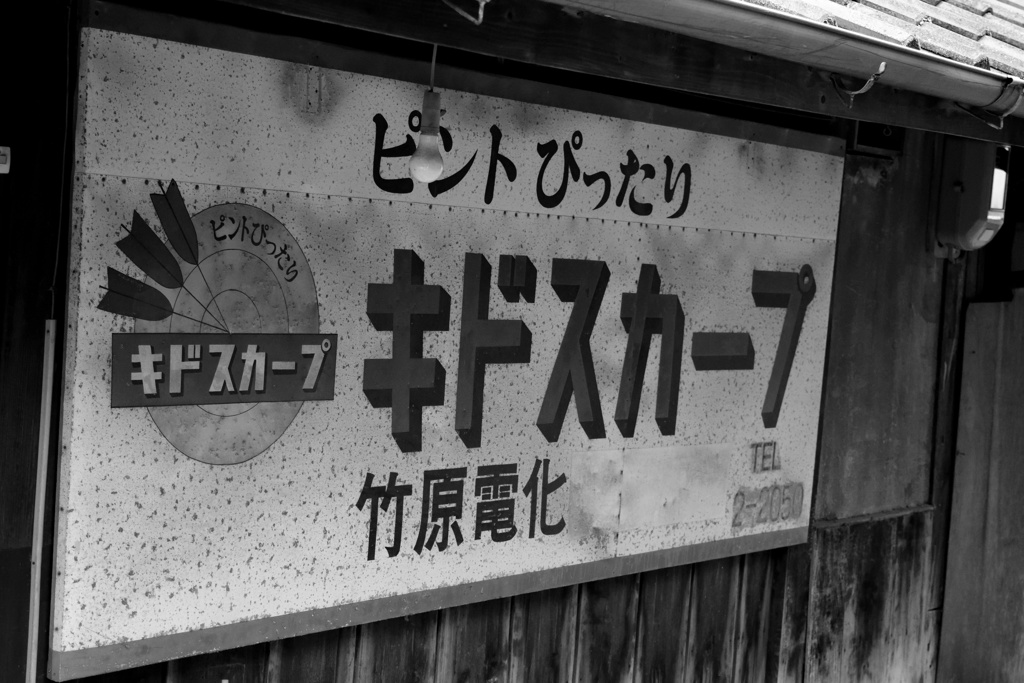 ピント ぴったり
ピントぴったり
キドスカープ
キドスカープ
竹原電化
TEL
2-2050